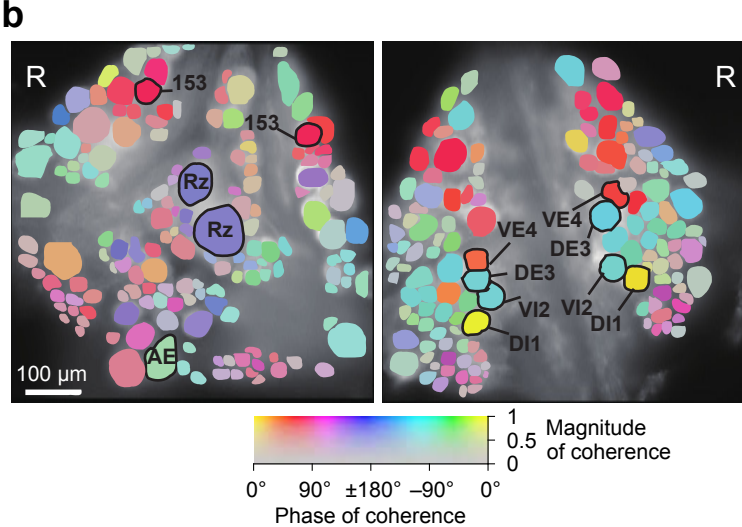 b
R
153
153
Rz
Rz
AE
100 µm
R
VE4
DE3
VE4
DE3
VI2
VI2
DI1
DI1
1
0.5
0
Magnitude
of coherence
0° 90° ±180° –90° 0°
Phase of coherence